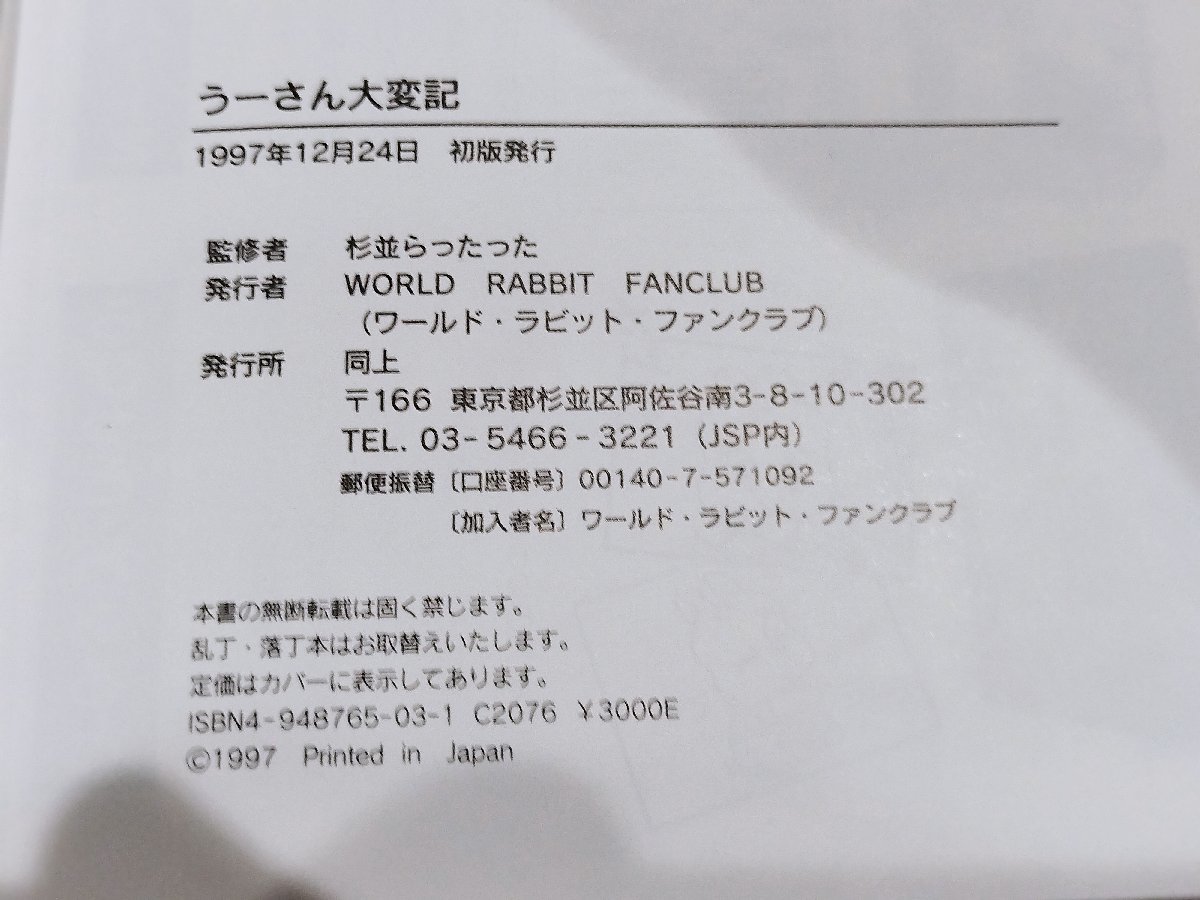 うーさん大変記
1997年12月24日　初版発行
監修者　杉並らったった
発行者　WORLD　RABBIT　FANCLUB
（ワールド・ラビット・ファンクラブ）
発行所　同上
〒166 東京都杉並区阿佐谷南3-8-10-302
TEL. 03-5466-3221（JSP内）
郵便振替〔口座番号〕00140-7-571092
〔加入者名〕ワールド・ラビット・ファンクラブ
本書の無断転載は固く禁じます。
乱丁・落丁本はお取替えいたします。
定価はカバーに表示してあります。
ISBN4-948765-03-1 C2076 ￥3000E
©1997 Printed in Japan